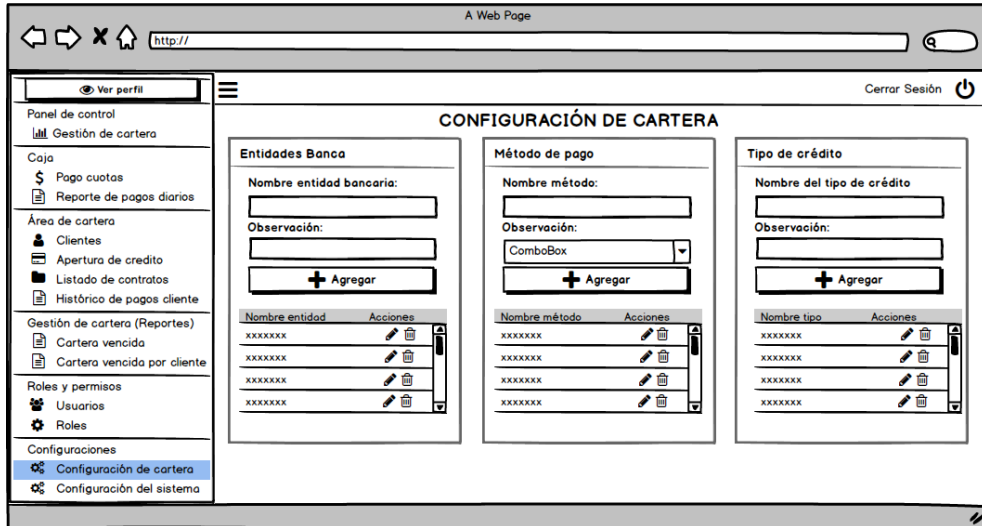 A Web Page
http://
Ver perfil
Cerrar Sesión
Panel de control
Gestión de cartera
Caja
Pago cuotas
Reporte de pagos diarios
Área de cartera
Clientes
Apertura de credito
Listado de contratos
Histórico de pagos cliente
Gestión de cartera (Reportes)
Cartera vencida
Cartera vencida por cliente
Roles y permisos
Usuarios
Roles
Configuraciones
Configuración de cartera
Configuración del sistema
CONFIGURACIÓN DE CARTERA
Entidades Banca
Nombre entidad bancaria:
Observación:
Agregar
Nombre entidad Acciones
xxxxxxx
xxxxxxx
xxxxxxx
xxxxxxx
Método de pago
Nombre método:
Observación:
ComboBox
Agregar
Nombre método Acciones
xxxxxxx
xxxxxxx
xxxxxxx
xxxxxxx
Tipo de crédito
Nombre del tipo de crédito
Observación:
Agregar
Nombre tipo Acciones
xxxxxxx
xxxxxxx
xxxxxxx
xxxxxxx